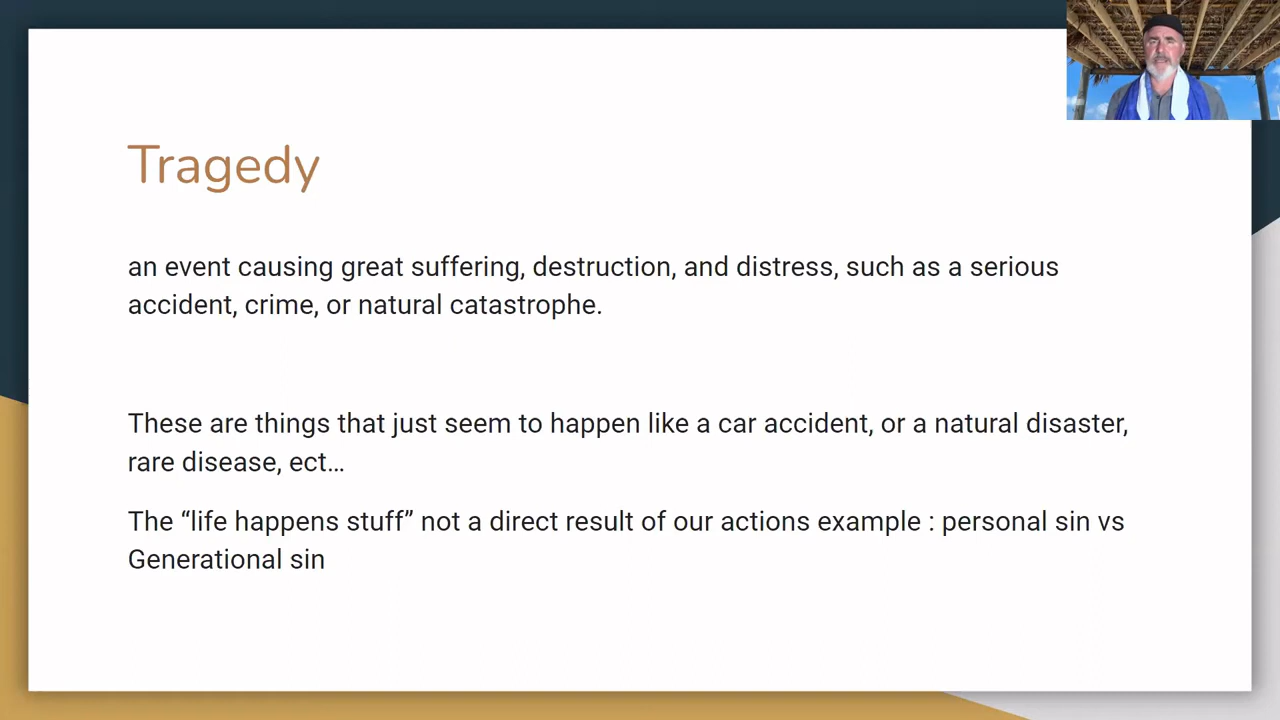 Tragedy
an event causing great suffering, destruction, and distress, such as a serious
accident, crime, or natural catastrophe.
These are things that just seem to happen like a car accident, or a natural disaster,
rare disease, ect…
The “life happens stuff” not a direct result of our actions example : personal sin vs
Generational sin